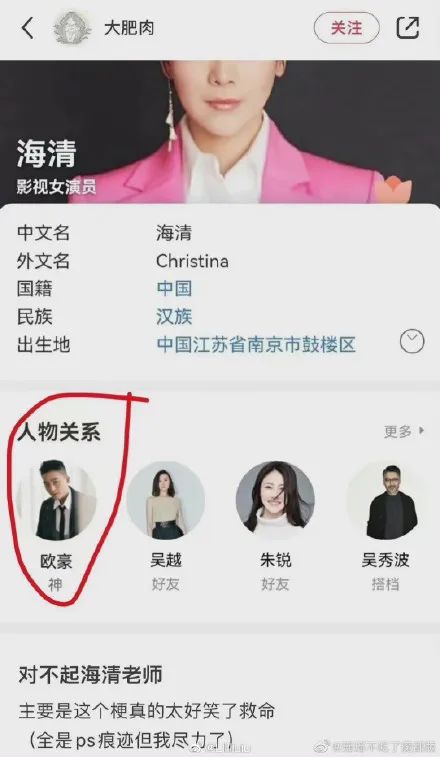 大肥肉
关注
海清
影视女演员
中文名 海清
外文名 Christina
国籍 中国
民族 汉族
出生地 中国江苏省南京市鼓楼区
人物关系 更多
欧豪 吴越 朱锐 吴秀波
神 好友 好友 搭档
对不起海清老师
主要是这个梗真的太好笑了救命
（全是ps痕迹但我尽力了）